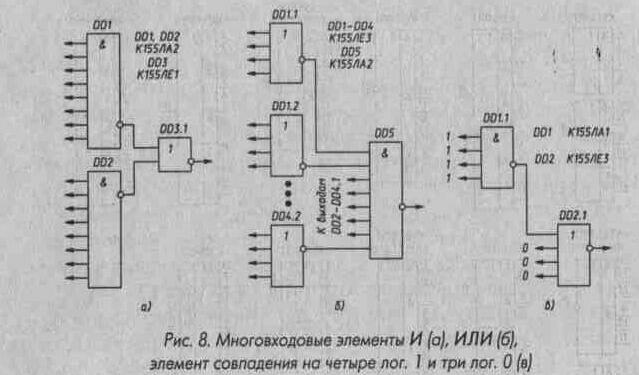 DD1
&
DD1, DD2
К155ЛА2
DD3
К155ЛЕ1
DD3.1
1
DD2
&
а)
DD1.1
1
DD1-DD4
К155ЛЕ3
DD5
К155ЛА2
DD1.2
1
DD5
&
К выходам
DD2-DD4.1
DD4.2
1
б)
DD1.1
&
1
1
1
1
DD1 К155ЛА1
DD2 К155ЛЕ3
DD2.1
1
0
0
0
в)
Рис. 8. Многовходовые элементы И (а), ИЛИ (б),
элемент совпадения на четыре лог. 1 и три лог. 0 (в)